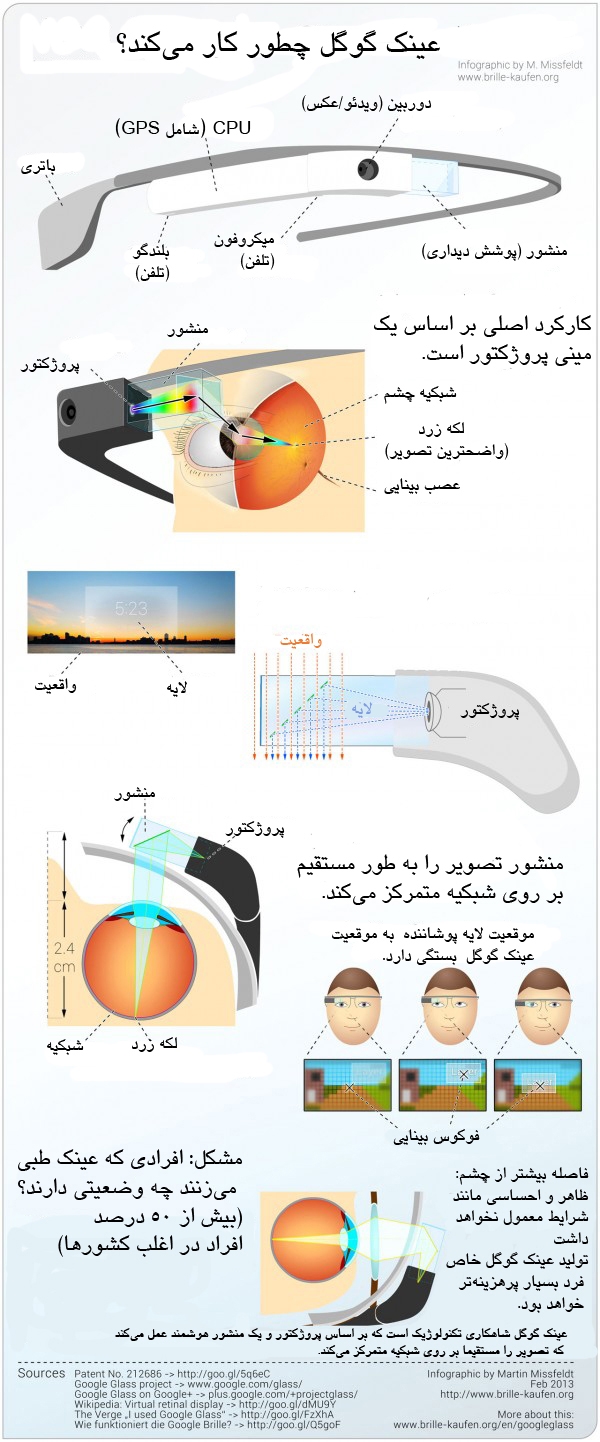 عینک گوگل چطور کار می‌کند؟
Infographic by M. Missfeldt
www.brille-kaufen.org
دوربین (ویدئو/عکس)
CPU (شامل GPS)
باتری
منشور (پوشش دیداری)
میکروفون
(تلفن)
بلندگو
(تلفن)
کارکرد اصلی بر اساس یک
مینی پروژکتور است.
منشور
پروژکتور
شبکیه چشم
لکه زرد
(واضحترین تصویر)
عصب بینایی
5:23
واقعیت
لایه
واقعیت
لایه
پروژکتور
منشور
پروژکتور
2.4
cm
شبکیه
لکه زرد
منشور تصویر را به طور مستقیم
بر روی شبکیه متمرکز می‌کند.
موقعیت لایه پوشاننده به موقعیت
عینک گوگل بستگی دارد.
فوکوس بینایی
مشکل: افرادی که عینک طبی
می‌زنند چه وضعیتی دارند؟
(بیش از ۵۰ درصد
افراد در اغلب کشورها)
فاصله بیشتر از چشم:
ظاهر و احساسی مانند
شرایط معمول نخواهد
داشت
تولید عینک گوگل خاص
فرد بسیار پرهزینه‌تر
خواهد بود.
عینک گوگل شاهکاری تکنولوژیک است که بر اساس پروژکتور و یک منشور هوشمند عمل می‌کند
که تصویر را مستقیما بر روی شبکیه متمرکز می‌کند.
Sources
Patent No. 212686 -> http://goo.gl/5q6eC
Google Glass project -> www.google.com/glass/
Google Glass on Google+ -> plus.google.com/+projectglass/
Wikipedia: Virtual retinal display -> http://goo.gl/dMU9Y
The Verge „I used Google Glass" -> http://goo.gl/FzXhA
Wie funktioniert die Google Brille? -> http://goo.gl/Q5goF
Infographic by Martin Missfeldt
Feb 2013
http://www.brille-kaufen.org
More about this:
www.brille-kaufen.org/en/googleglass